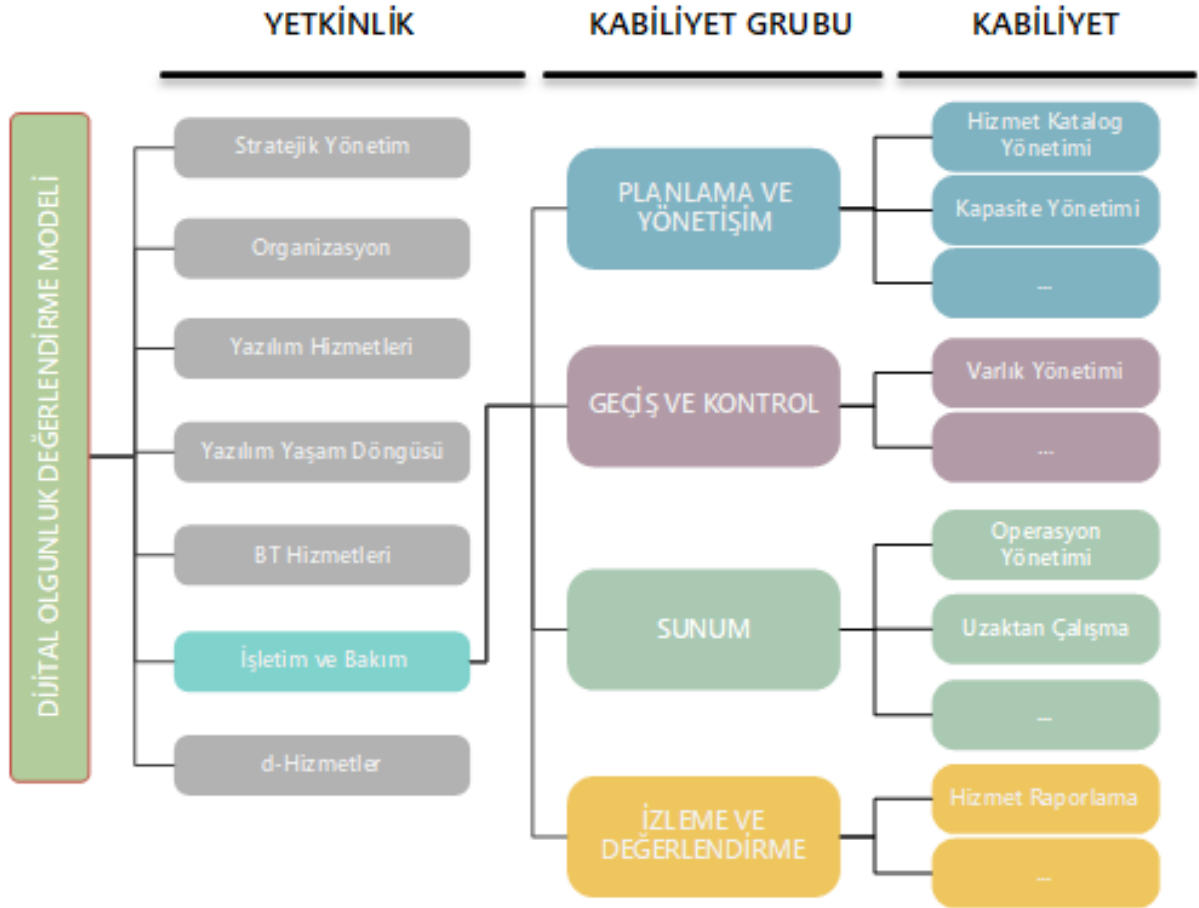 YETKİNLİK
KABİLİYET GRUBU
KABİLİYET
DİJİTAL OLGUNLUK DEĞERLENDİRME MODELİ
Stratejik Yönetim
Organizasyon
Yazılım Hizmetleri
Yazılım Yaşam Döngüsü
BT Hizmetleri
İşletim ve Bakım
d-Hizmetler
PLANLAMA VE
YÖNETİŞİM
GEÇİŞ VE KONTROL
SUNUM
İZLEME VE
DEĞERLENDİRME
Hizmet Katalog
Yönetimi
Kapasite Yönetimi
...
Varlık Yönetimi
...
Operasyon
Yönetimi
Uzaktan Çalışma
...
Hizmet Raporlama
...